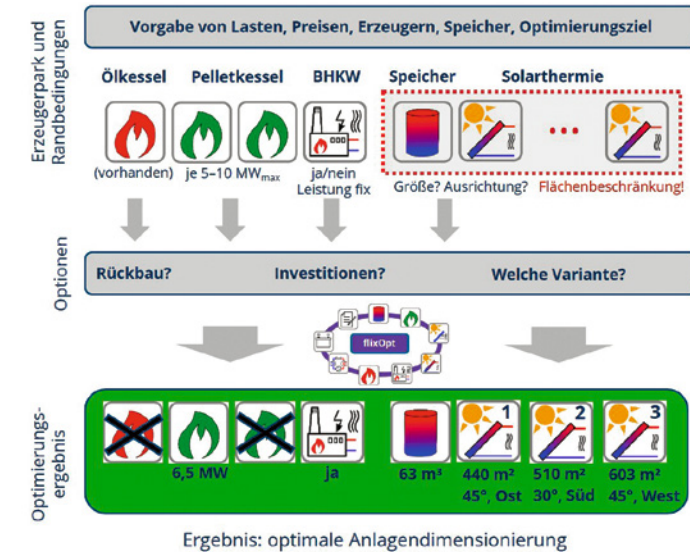 Erzeugerpark und
Randbedingungen
Vorgabe von Lasten, Preisen, Erzeugern, Speicher, Optimierungsziel
Ölkessel Pelletkessel BHKW Speicher Solarthermie
(vorhanden) je 5–10 MWmax ja/nein
Leistung fix
...
Größe? Ausrichtung? Flächenbeschränkung!
Optionen
Rückbau? Investitionen? Welche Variante?
flixOpt
Optimierungs-
ergebnis
1 2 3
6,5 MW ja 63 m³ 440 m² 510 m² 603 m²
45°, Ost 30°, Süd 45°, West
Ergebnis: optimale Anlagendimensionierung